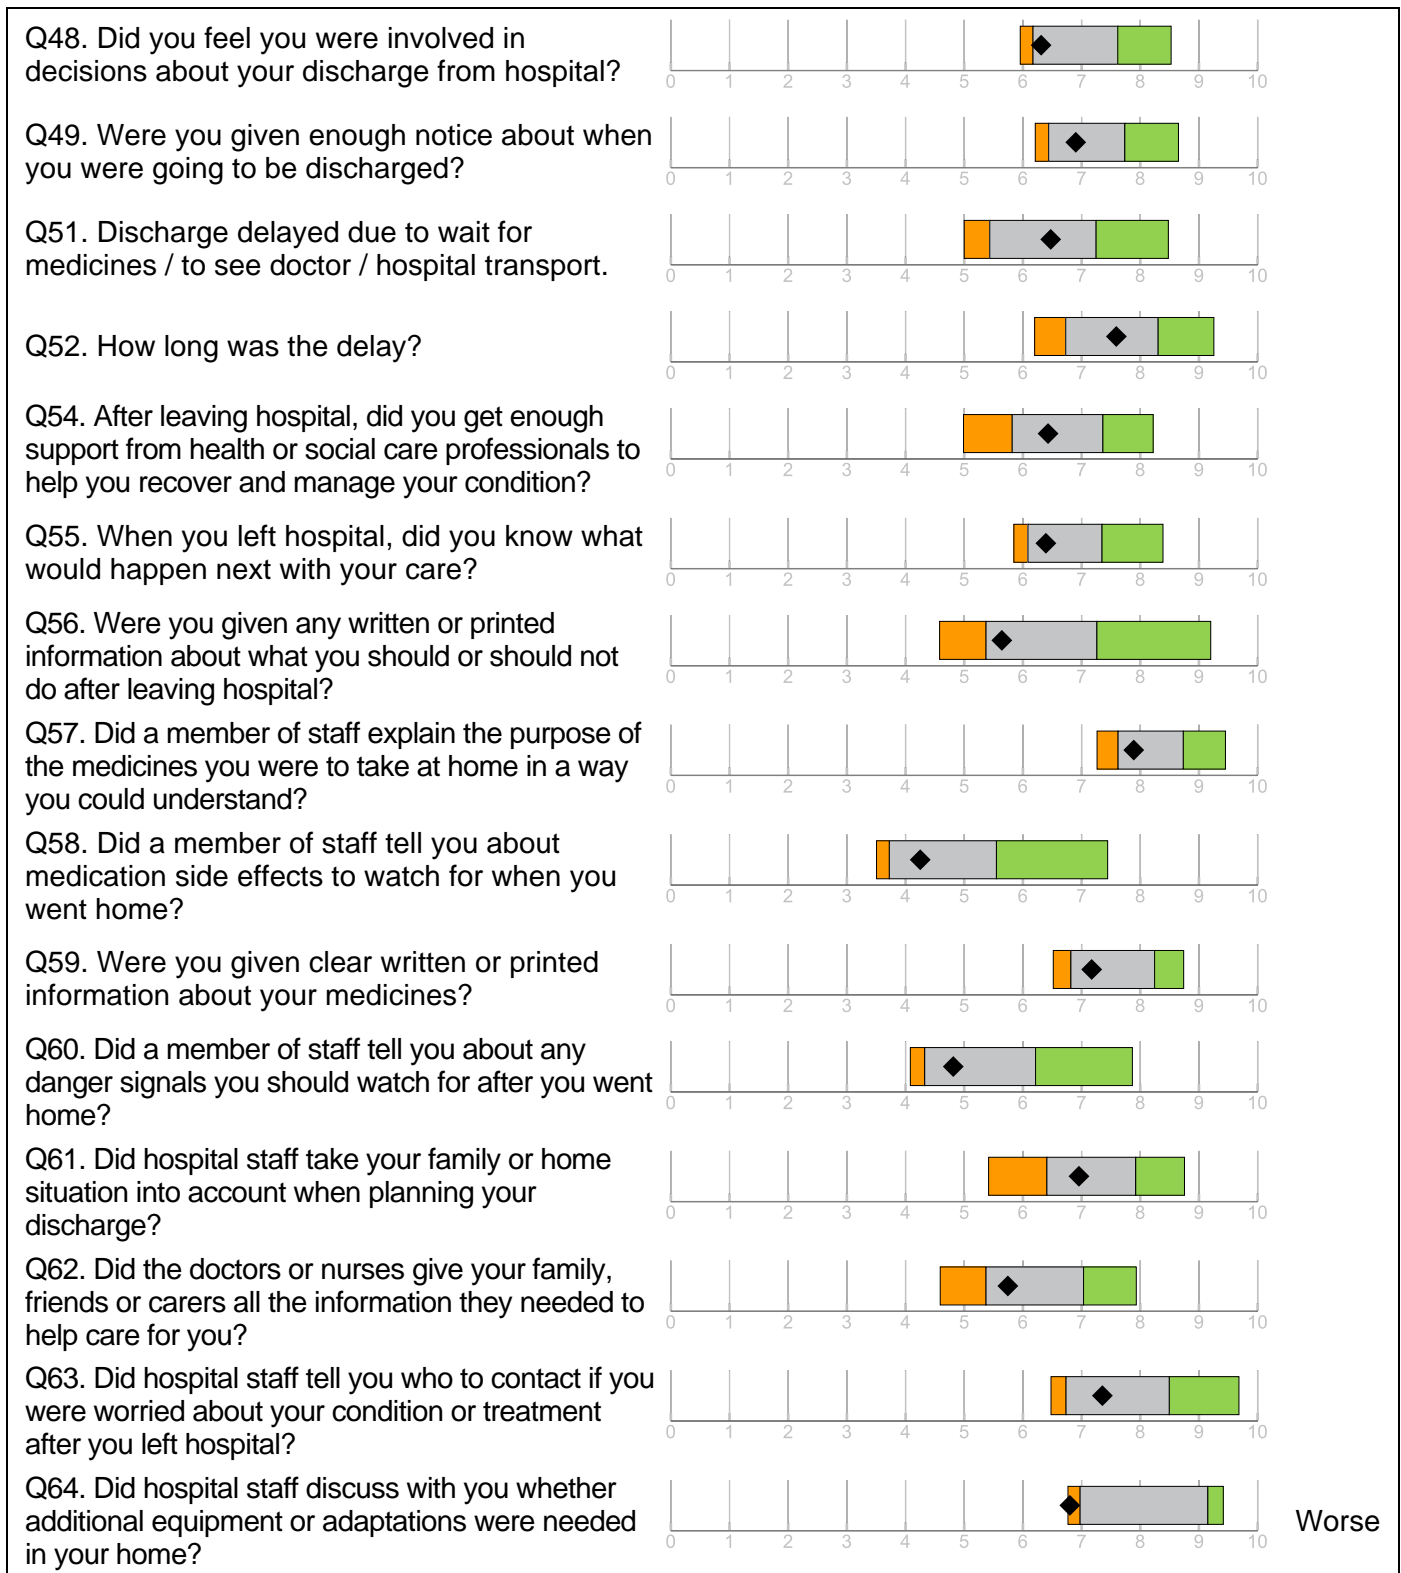 Q48. Did you feel you were involved in
decisions about your discharge from hospital?
0 1 2 3 4 5 6 7 8 9 10
Q49. Were you given enough notice about when
you were going to be discharged?
0 1 2 3 4 5 6 7 8 9 10
Q51. Discharge delayed due to wait for
medicines / to see doctor / hospital transport.
0 1 2 3 4 5 6 7 8 9 10
Q52. How long was the delay?
0 1 2 3 4 5 6 7 8 9 10
Q54. After leaving hospital, did you get enough
support from health or social care professionals to
help you recover and manage your condition?
0 1 2 3 4 5 6 7 8 9 10
Q55. When you left hospital, did you know what
would happen next with your care?
0 1 2 3 4 5 6 7 8 9 10
Q56. Were you given any written or printed
information about what you should or should not
do after leaving hospital?
0 1 2 3 4 5 6 7 8 9 10
Q57. Did a member of staff explain the purpose of
the medicines you were to take at home in a way
you could understand?
0 1 2 3 4 5 6 7 8 9 10
Q58. Did a member of staff tell you about
medication side effects to watch for when you
went home?
0 1 2 3 4 5 6 7 8 9 10
Q59. Were you given clear written or printed
information about your medicines?
0 1 2 3 4 5 6 7 8 9 10
Q60. Did a member of staff tell you about any
danger signals you should watch for after you went
home?
0 1 2 3 4 5 6 7 8 9 10
Q61. Did hospital staff take your family or home
situation into account when planning your
discharge?
0 1 2 3 4 5 6 7 8 9 10
Q62. Did the doctors or nurses give your family,
friends or carers all the information they needed to
help care for you?
0 1 2 3 4 5 6 7 8 9 10
Q63. Did hospital staff tell you who to contact if you
were worried about your condition or treatment
after you left hospital?
0 1 2 3 4 5 6 7 8 9 10
Q64. Did hospital staff discuss with you whether
additional equipment or adaptations were needed
in your home?
0 1 2 3 4 5 6 7 8 9 10
Worse